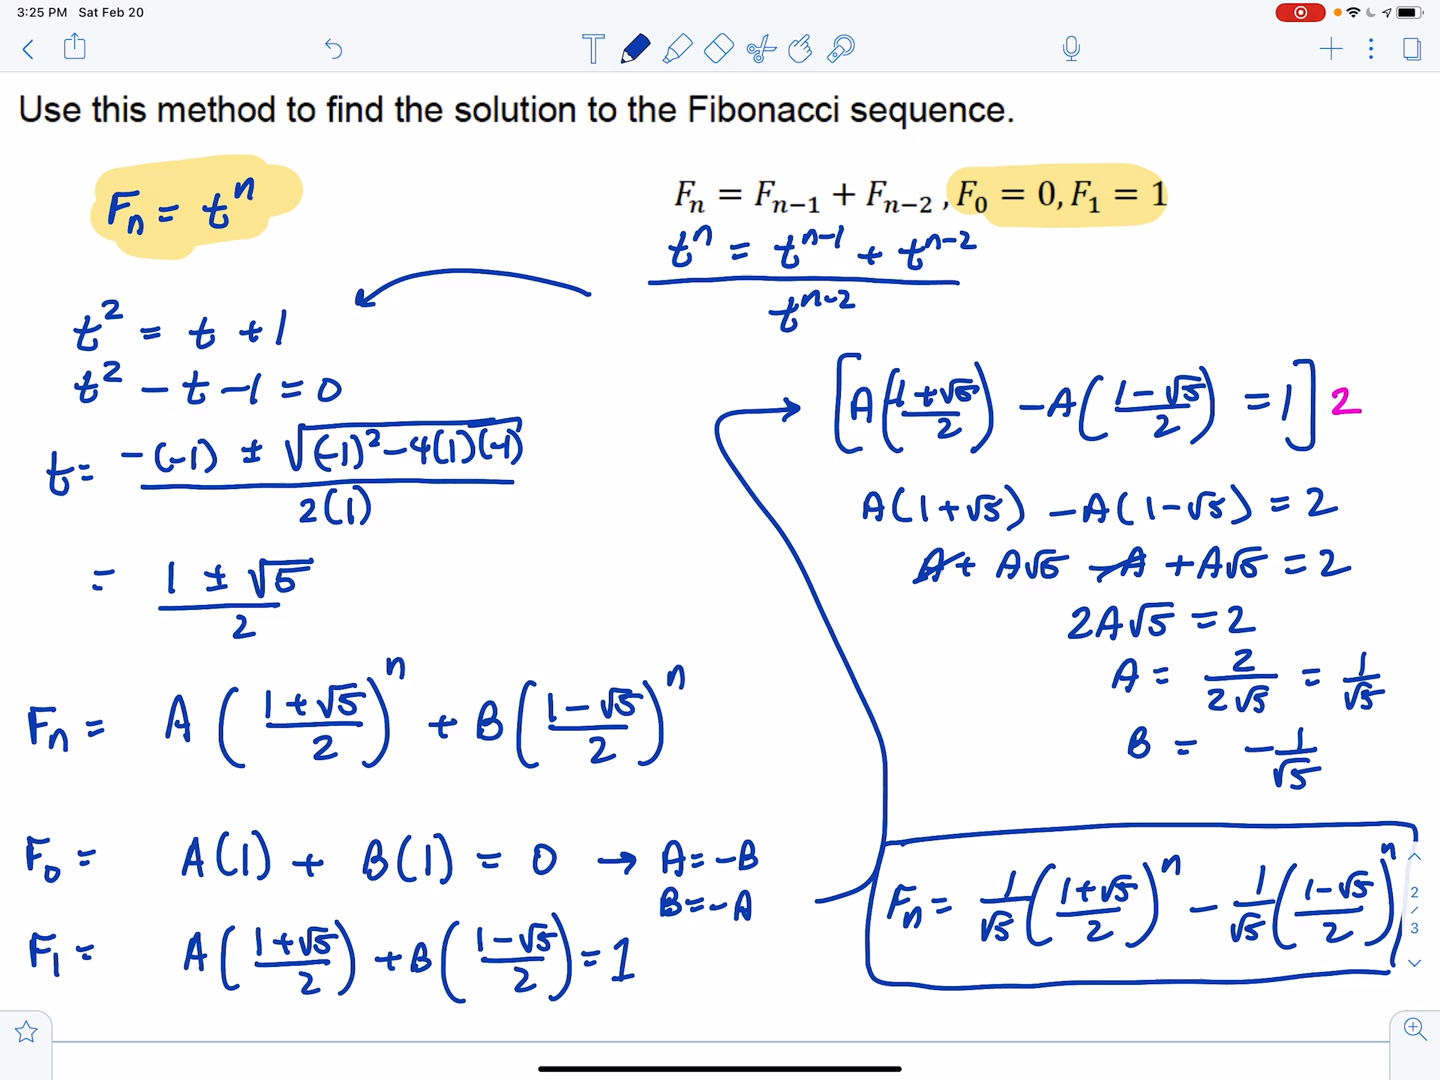 3:25 PM Sat Feb 20
Use this method to find the solution to the Fibonacci sequence.
Fₙ = tⁿ
Fₙ = Fₙ₋₁ + Fₙ₋₂ , F₀ = 0, F₁ = 1
tⁿ = tⁿ⁻¹ + tⁿ⁻²
tⁿ⁻²
t² = t + 1
t² - t - 1 = 0
t = (-(-1) ± √((-1)² - 4(1)(-1))) / 2(1)
= (1 ± √5) / 2
Fₙ = A((1+√5)/2)ⁿ + B((1-√5)/2)ⁿ
F₀ = A(1) + B(1) = 0 → A = -B
B = -A
F₁ = A((1+√5)/2) + B((1-√5)/2) = 1
[A((1+√5)/2) - A((1-√5)/2) = 1] 2
A(1+√5) - A(1-√5) = 2
A + A√5 - A + A√5 = 2
2A√5 = 2
A = 2/(2√5) = 1/√5
B = -1/√5
Fₙ = 1/√5 ((1+√5)/2)ⁿ - 1/√5 ((1-√5)/2)ⁿ
2 / 3